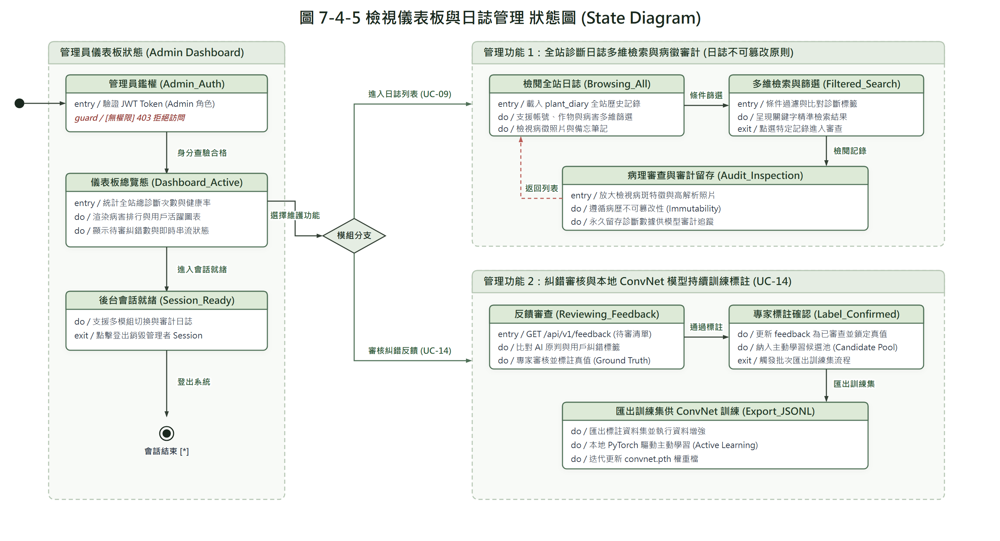 圖 7-4-5 檢視儀表板與日誌管理 狀態圖 (State Diagram)
管理員儀表板狀態 (Admin Dashboard)
管理員鑑權 (Admin_Auth)
entry / 驗證 JWT Token (Admin 角色)
guard / [無權限] 403 拒絕訪問
身分查驗合格
儀表板總覽態 (Dashboard_Active)
entry / 統計全站總診斷次數與健康率
do / 渲染病害排行與用戶活躍圖表
do / 顯示待審糾錯數與即時串流狀態
進入會話就緒
後台會話就緒 (Session_Ready)
do / 支援多模組切換與審計日誌
exit / 點擊登出銷毀管理者 Session
登出系統
會話結束 [*]
選擇維護功能
模組分支
進入日誌列表 (UC-09)
審核糾錯反饋 (UC-14)
管理功能 1：全站診斷日誌多維檢索與病徵審計 (日誌不可篡改原則)
檢閱全站日誌 (Browsing_All)
entry / 載入 plant_diary 全站歷史記錄
do / 支援帳號、作物與病害多維篩選
do / 檢視病徵照片與備忘筆記
條件篩選
多維檢索與篩選 (Filtered_Search)
entry / 條件過濾與比對診斷標籤
do / 呈現關鍵字精準檢索結果
exit / 點選特定記錄進入審查
檢閱記錄
返回列表
病理審查與審計留存 (Audit_Inspection)
entry / 放大檢視病斑特徵與高解析照片
do / 遵循病歷不可篡改性 (Immutability)
do / 永久留存診斷數據供模型審計追蹤
管理功能 2：糾錯審核與本地 ConvNet 模型持續訓練標註 (UC-14)
反饋審查 (Reviewing_Feedback)
entry / GET /api/v1/feedback (待審清單)
do / 比對 AI 原判與用戶糾錯標籤
do / 專家審核並標註真值 (Ground Truth)
通過標註
專家標註確認 (Label_Confirmed)
do / 更新 feedback 為已審查並鎖定真值
do / 納入主動學習候選池 (Candidate Pool)
exit / 觸發批次匯出訓練集流程
匯出訓練集
匯出訓練集供 ConvNet 訓練 (Export_JSONL)
do / 匯出標註資料集並執行資料增強
do / 本地 PyTorch 驅動主動學習 (Active Learning)
do / 迭代更新 convnet.pth 權重檔